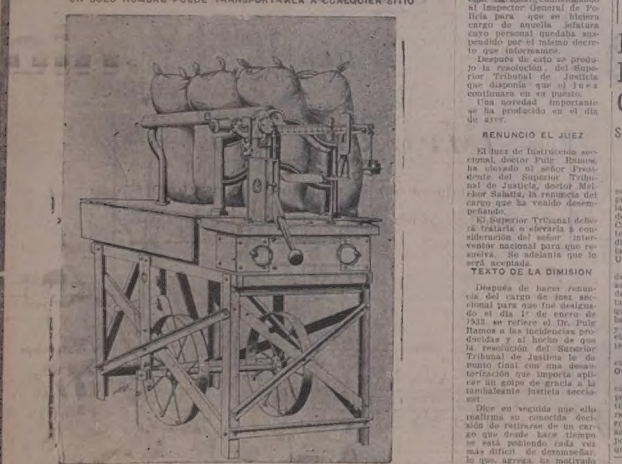 UN SOLO HOMBRE PUEDE TRANSPORTARLA A CUALQUIER SITIO
al Inspector General de Po-
licía para que se hiciera
cargo de aquella jefatura
cuyo personal quedaba sus-
pendido por el mismo decre-
to que informamos.
Después de esto se produ-
jo la resolución del Supe-
rior Tribunal de Justicia
que disponía que el juez
continuara en su puesto.
Una novedad importante
se ha producido en el día
de ayer.
RENUNCIO EL JUEZ
El Juez de Instrucción sec-
cional, doctor Puig Ramos,
ha elevado al señor Presi-
dente del Superior Tribu-
nal de Justicia, doctor Mel-
chor la renuncia del
cargo que ha venido desem-
peñando.
El Superior Tribunal debe-
rá tratarla o elevarla a con-
sideración del señor Inter-
ventor nacional para que re-
suelva. Se adelanta que le
será aceptada.
TEXTO DE LA DIMISION
Después de hacer renun-
cia del cargo de juez sec-
cional para que fué designa-
do el día 1º de enero de
se refiere el Dr. Puig
Ramos a las incidencias pro-
ducidas y al hecho de que
la resolución del Superior
Tribunal de Justicia le da
punto final con una desau-
torización que importa apli-
car un golpe de gracia a la
tambaleante justicia seccio-
Dice en seguida que ello
reafirma su conocida deci-
sión de retirarse de un car-
go que desde hace tiempo
se está poniendo cada vez
más difícil de desempeñar,
lo que, agrega, ha motivado